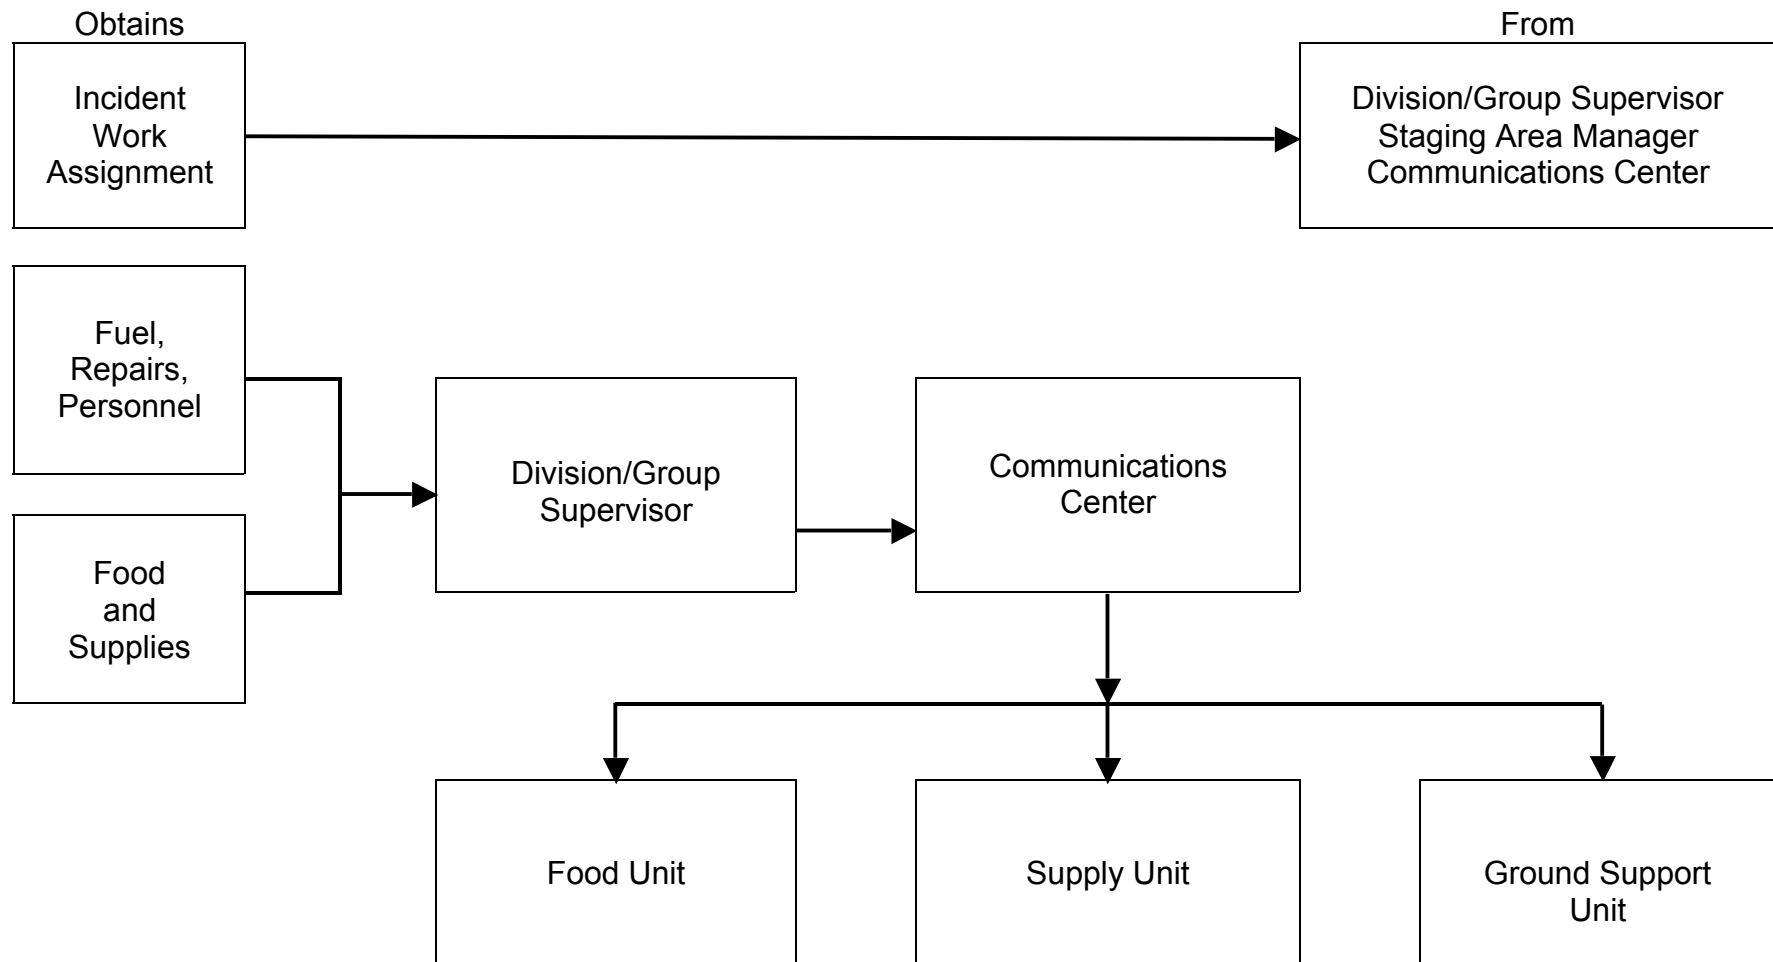 Obtains
From
Incident
Work
Assignment
Division/Group Supervisor
Staging Area Manager
Communications Center
Fuel,
Repairs,
Personnel
Food
and
Supplies
Division/Group
Supervisor
Communications
Center
Food Unit
Supply Unit
Ground Support
Unit